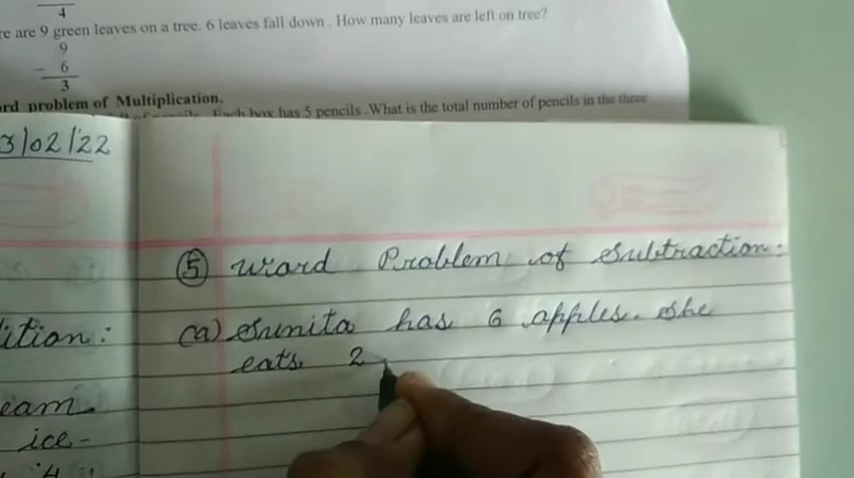 4
re are 9 green leaves on a tree. 6 leaves fall down . How many leaves are left on tree?
9
- 6
3
ord problem of Multiplication.
Each box has 5 pencils .What is the total number of pencils in the three
3/02/22
⑤ Word Problem of Subtraction:
(a) Sunita has 6 apples. She
eats 2
ition:
eam
ice-